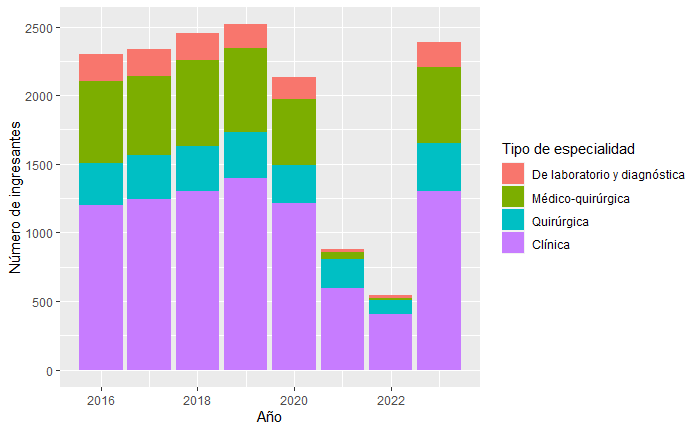 2500
2000
1500
1000
500
0
Número de ingresantes
2016
2018
2020
2022
Año
Tipo de especialidad
De laboratorio y diagnóstica
Médico-quirúrgica
Quirúrgica
Clínica